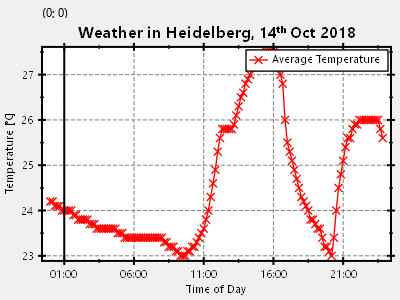 (0; 0)
Weather in Heidelberg, 14th Oct 2018
Average Temperature
27
26
25
24
23
Temperature [°C]
01:00 06:00 11:00 16:00 21:00
Time of Day